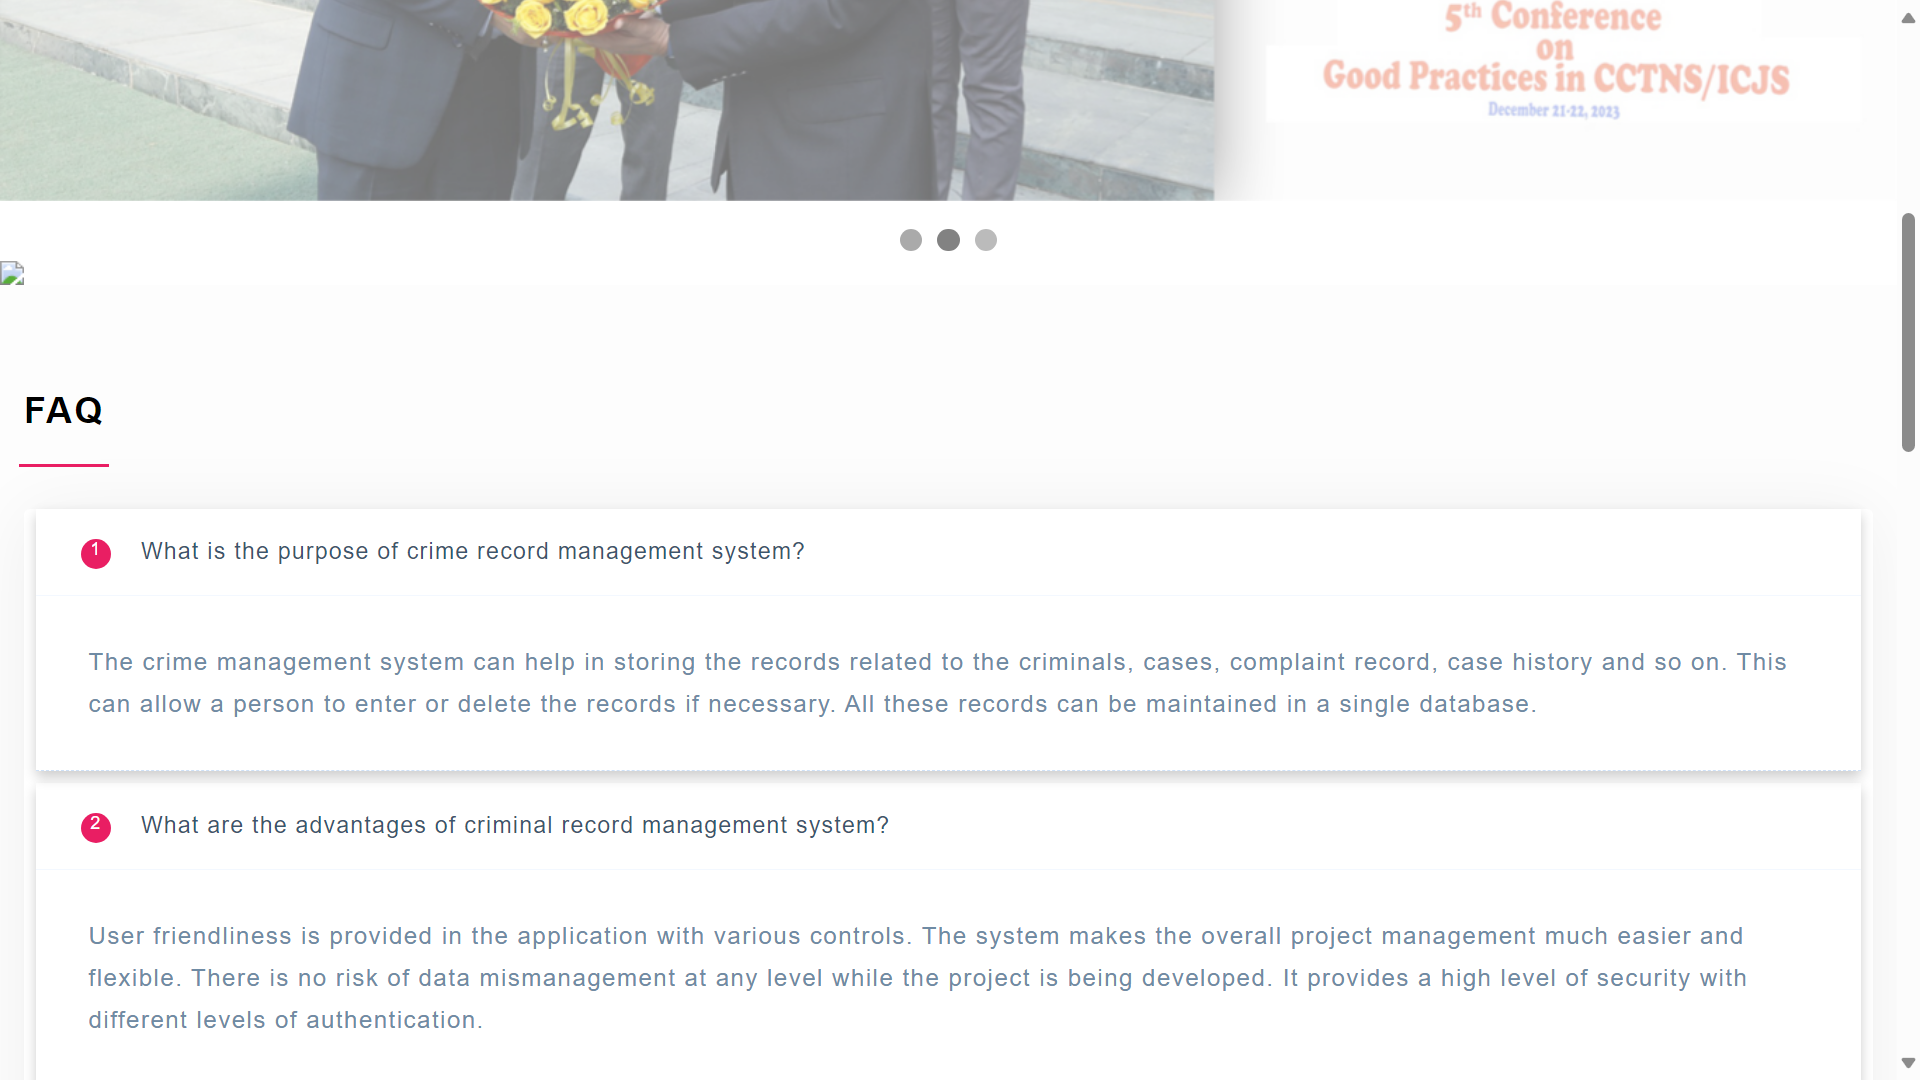 5th Conference
on
Good Practices in CCTNS/ICJS
December 21-22, 2023
FAQ
1 What is the purpose of crime record management system?
The crime management system can help in storing the records related to the criminals, cases, complaint record, case history and so on. This
can allow a person to enter or delete the records if necessary. All these records can be maintained in a single database.
2 What are the advantages of criminal record management system?
User friendliness is provided in the application with various controls. The system makes the overall project management much easier and
flexible. There is no risk of data mismanagement at any level while the project is being developed. It provides a high level of security with
different levels of authentication.